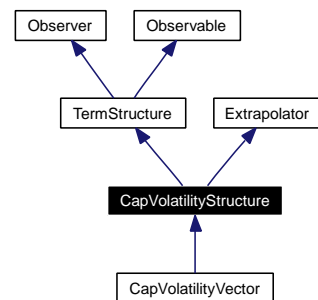 Observer
Observable
TermStructure
Extrapolator
CapVolatilityStructure
CapVolatilityVector